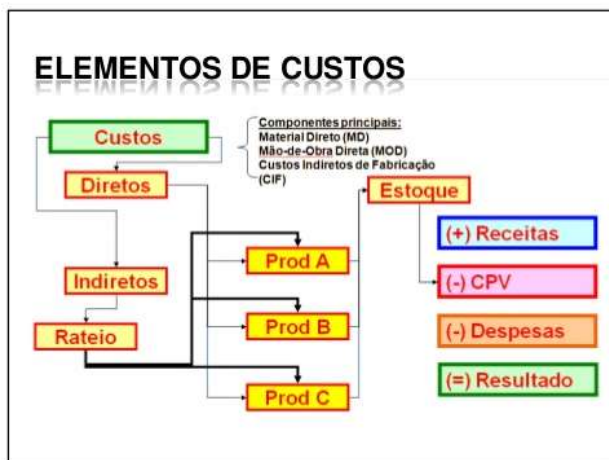 ELEMENTOS DE CUSTOS
Custos
Componentes principais:
Material Direto (MD)
Mão-de-Obra Direta (MOD)
Custos Indiretos de Fabricação
(CIF)
Diretos
Estoque
(+) Receitas
Prod A
Indiretos
(-) CPV
Prod B
Rateio
(-) Despesas
Prod C
(=) Resultado